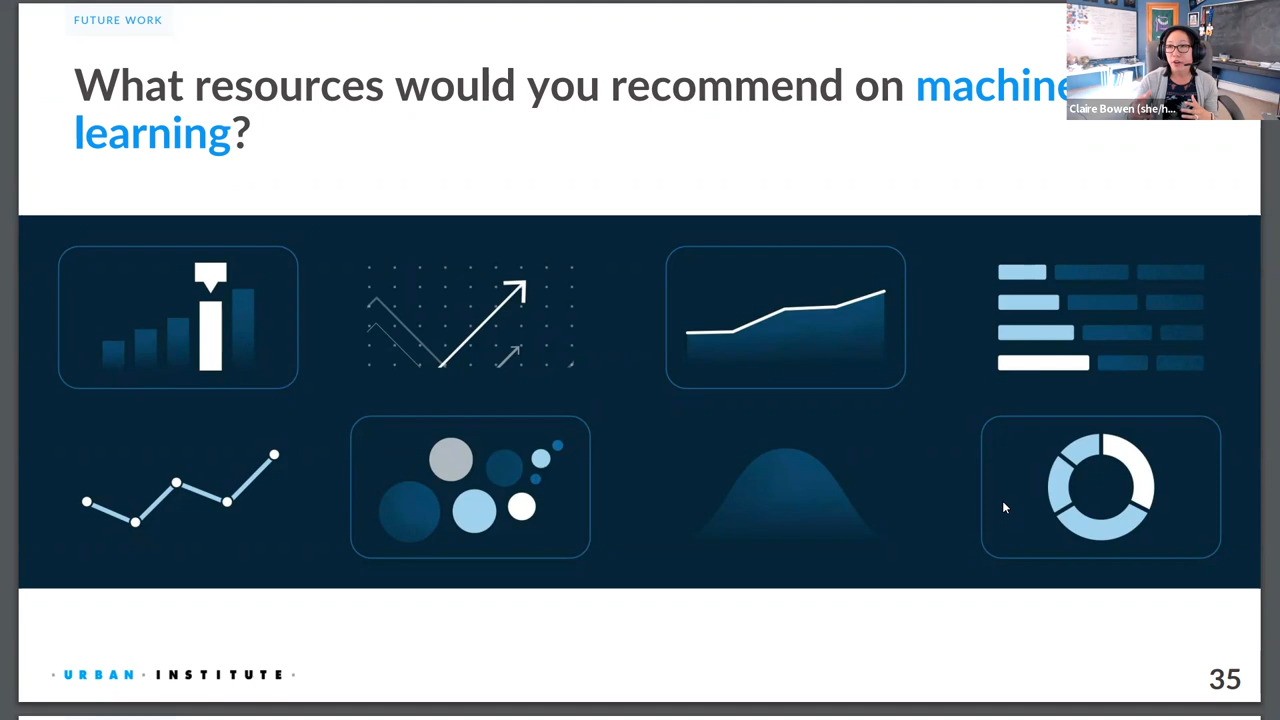 FUTURE WORK
What resources would you recommend on machine
learning?
Claire Bowen (she/h...
· URBAN · INSTITUTE ·
35